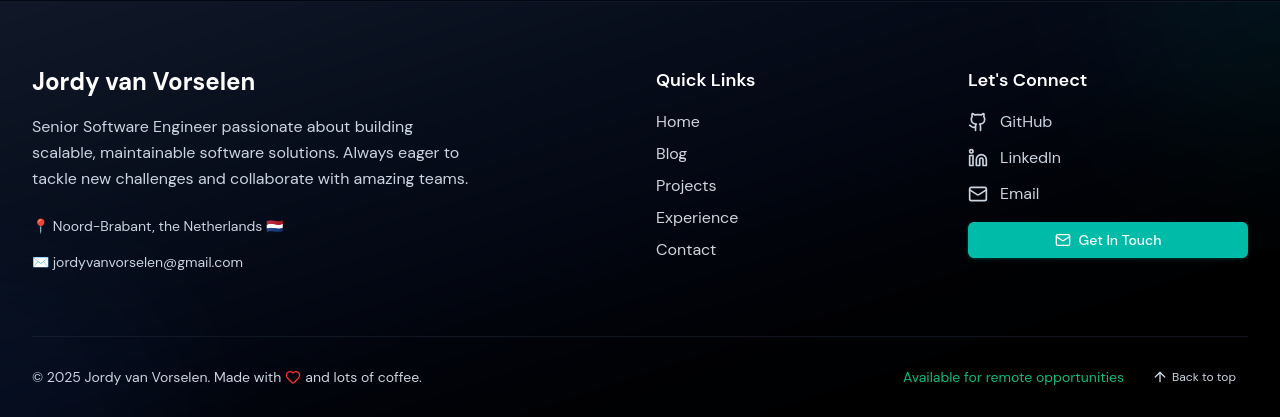 Jordy van Vorselen
Senior Software Engineer passionate about building
scalable, maintainable software solutions. Always eager to
tackle new challenges and collaborate with amazing teams.
📍 Noord-Brabant, the Netherlands 🇳🇱
✉️ jordyvanvorselen@gmail.com
Quick Links
Home
Blog
Projects
Experience
Contact
Let's Connect
GitHub
LinkedIn
Email
Get In Touch
© 2025 Jordy van Vorselen. Made with ♡ and lots of coffee.
Available for remote opportunities
↑ Back to top